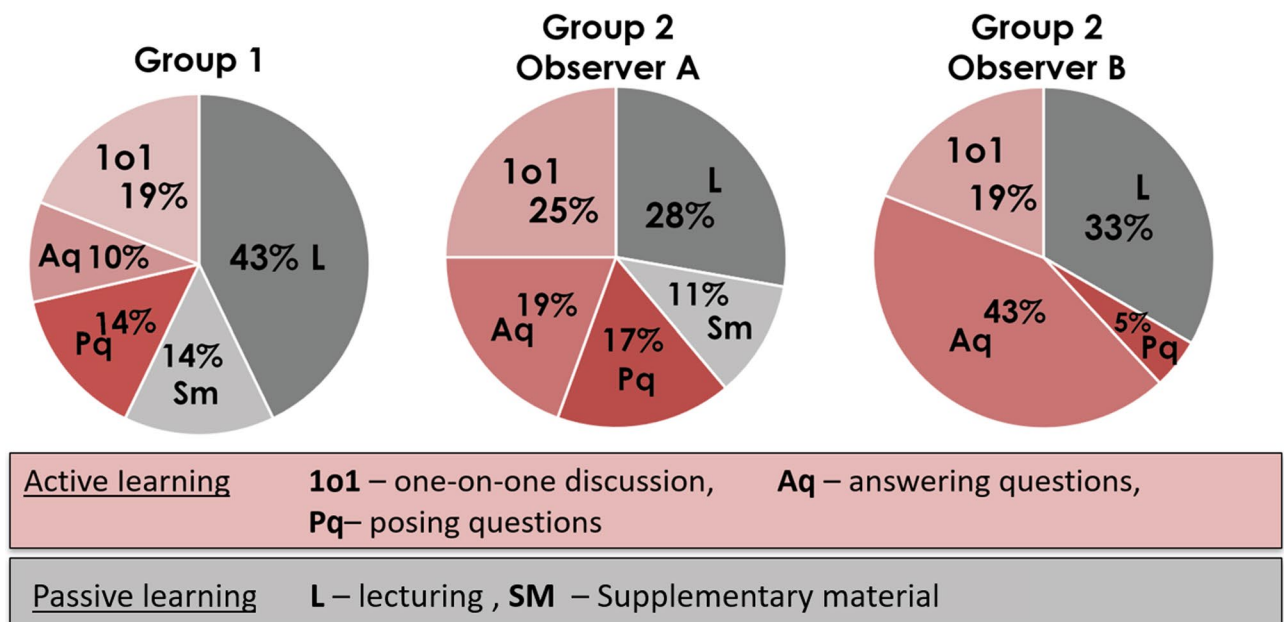 Group 1
1o1
19%
Aq 10%
14%
Pq
14%
Sm
43% L
Group 2
Observer A
1o1
25%
L
28%
11%
Sm
19%
Aq
17%
Pq
Group 2
Observer B
1o1
19%
L
33%
43%
Aq
5%
Pq
Active learning 1o1 – one-on-one discussion, Aq – answering questions,
Pq– posing questions
Passive learning L – lecturing , SM – Supplementary material